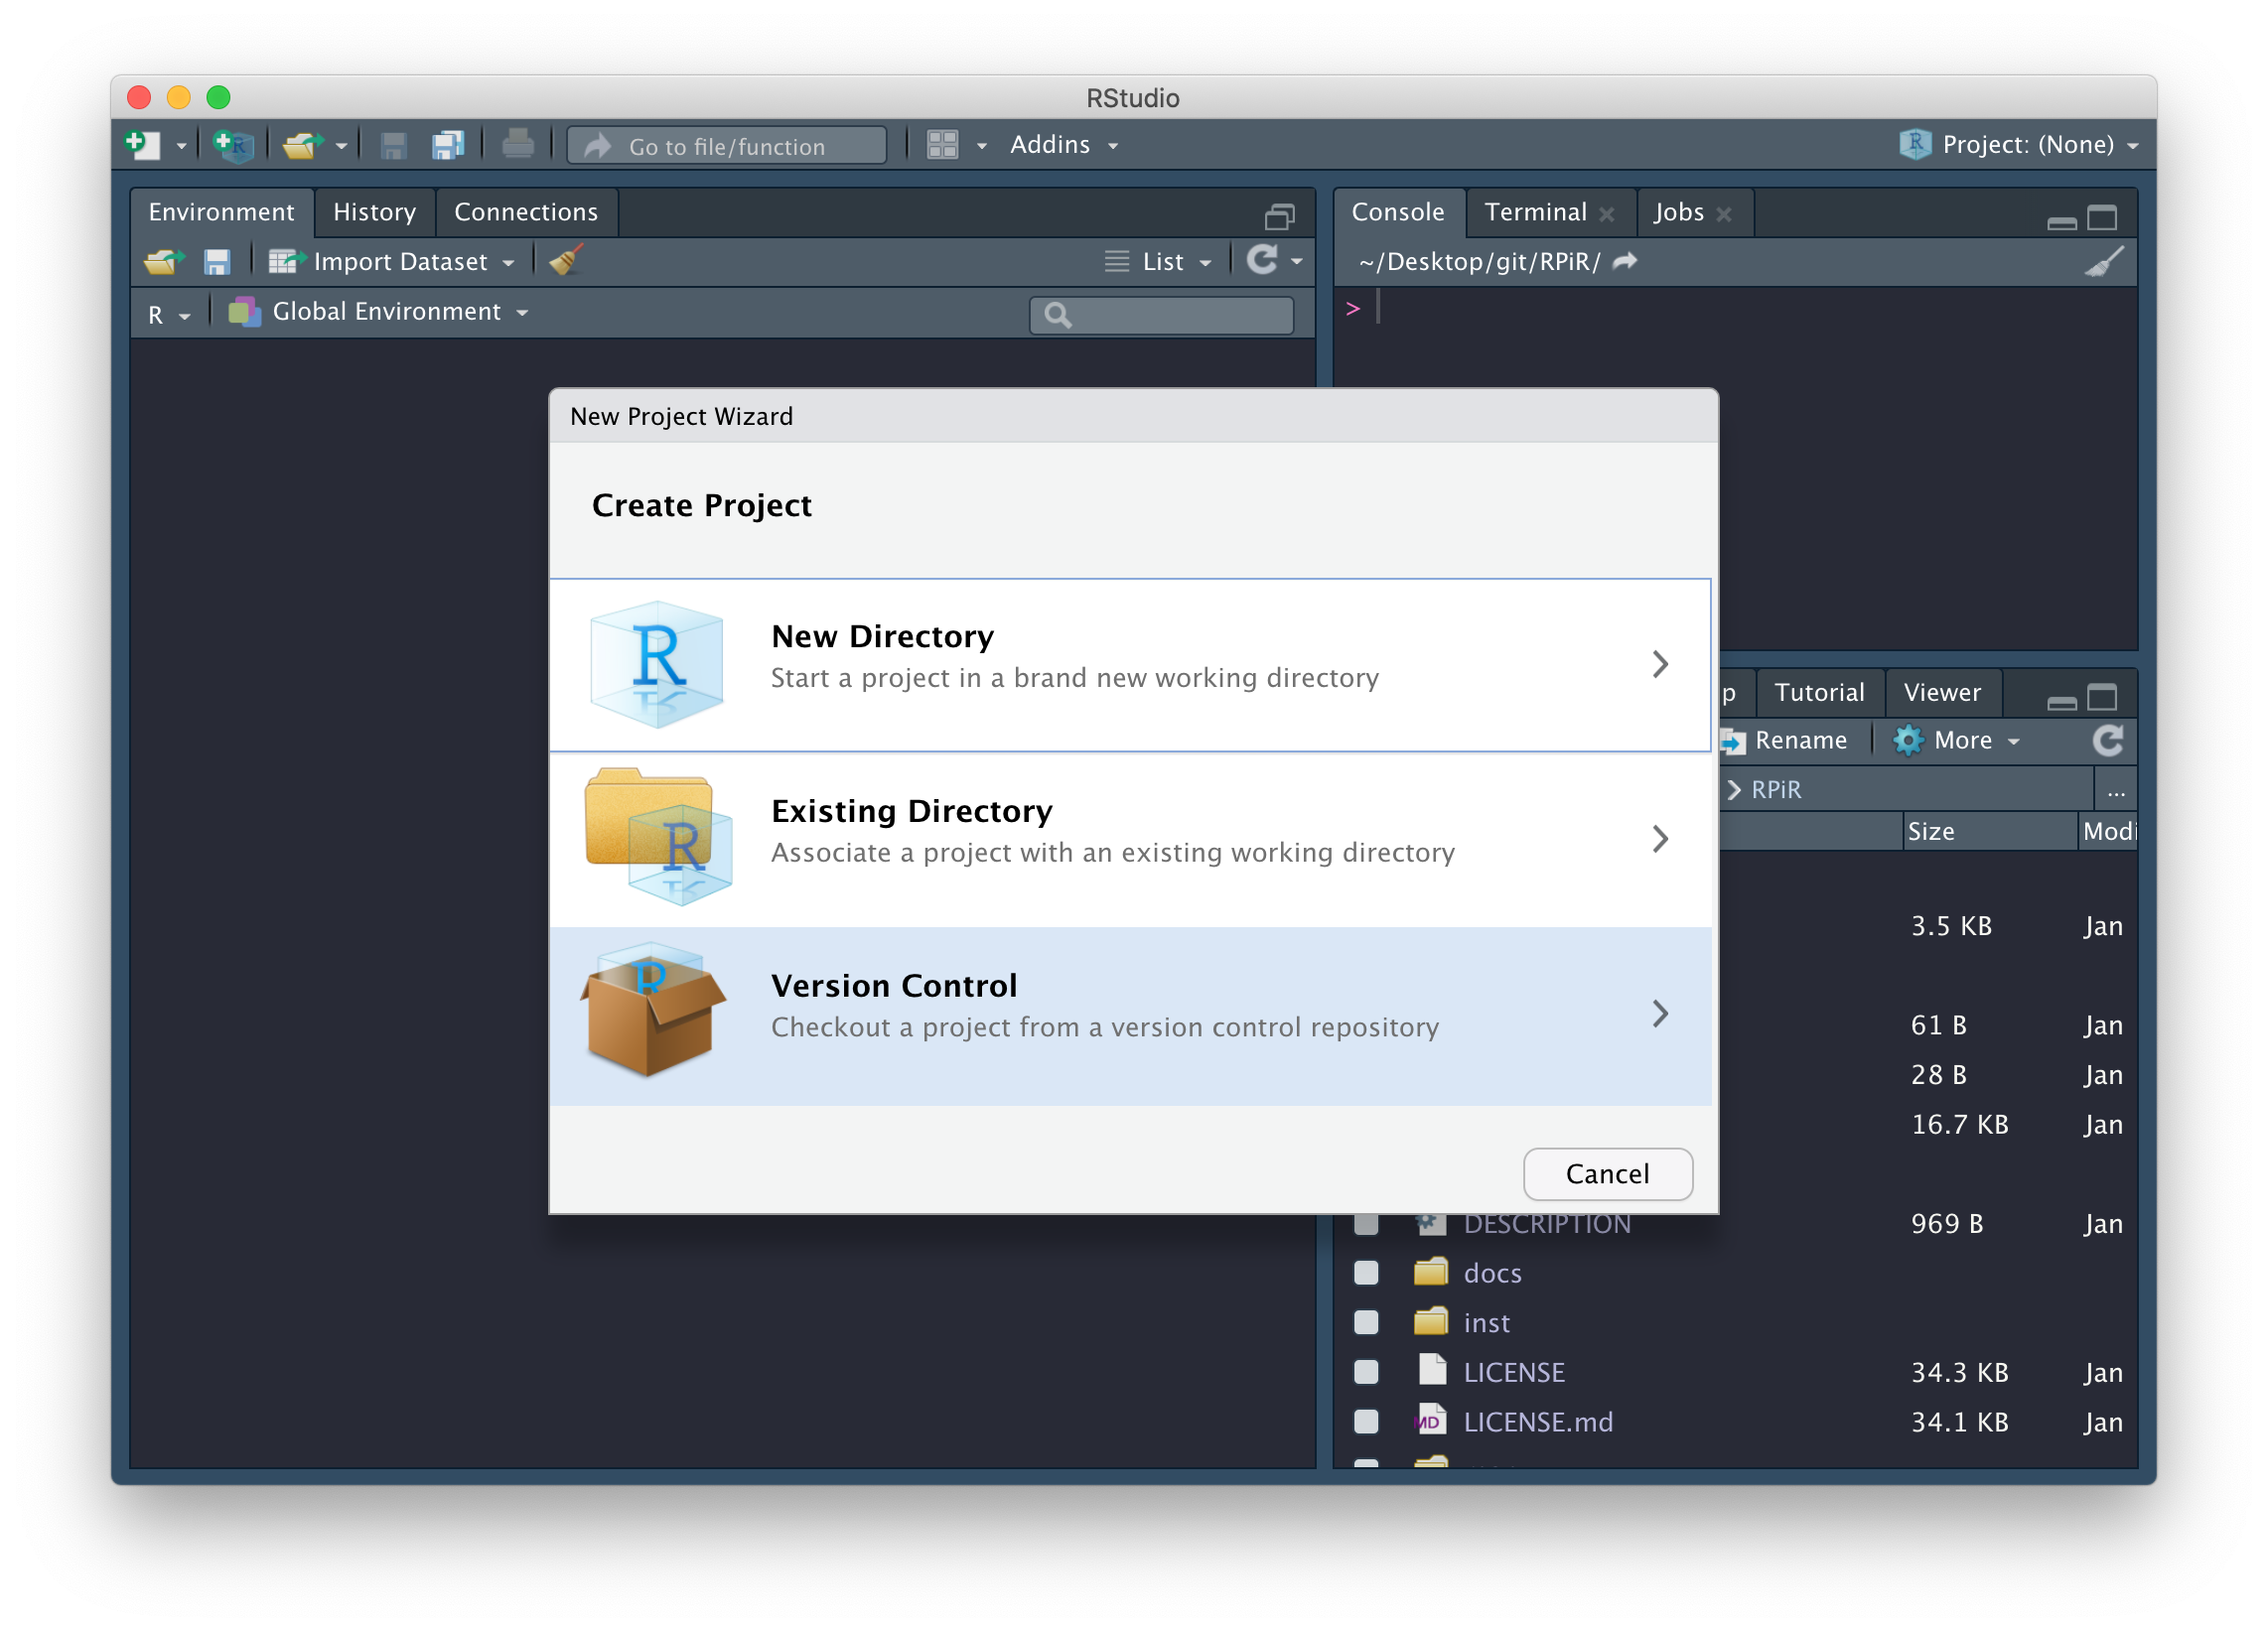 RStudio
Go to file/function
Addins
Project: (None)
Environment
History
Connections
Import Dataset
List
R
Global Environment
Console
Terminal
Jobs
~/Desktop/git/RPiR/
>
New Project Wizard
Create Project
New Directory
Start a project in a brand new working directory
Existing Directory
Associate a project with an existing working directory
Version Control
Checkout a project from a version control repository
Cancel
p
Tutorial
Viewer
Rename
More
RPiR
...
Size
Modi
3.5 KB Jan
61 B Jan
28 B Jan
16.7 KB Jan
DESCRIPTION 969 B Jan
docs
inst
LICENSE 34.3 KB Jan
MD LICENSE.md 34.1 KB Jan